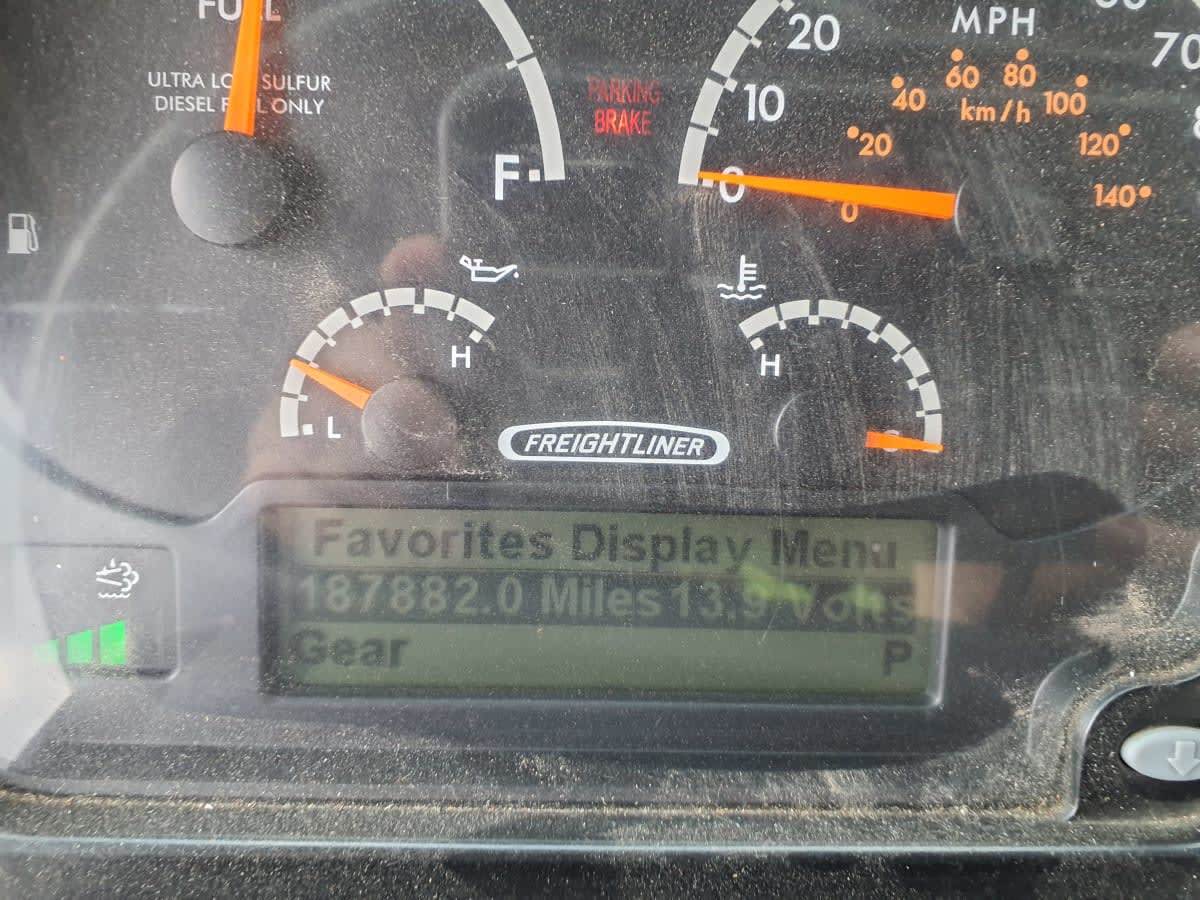 FUEL
ULTRA LOW SULFUR
DIESEL FUEL ONLY
F
PARKING
BRAKE
MPH
0
10
20
70
km/h
0
20
40
60
80
100
120
140
L
H
H
FREIGHTLINER
Favorites Display Menu
187882.0 Miles 13.9 Volts
Gear P